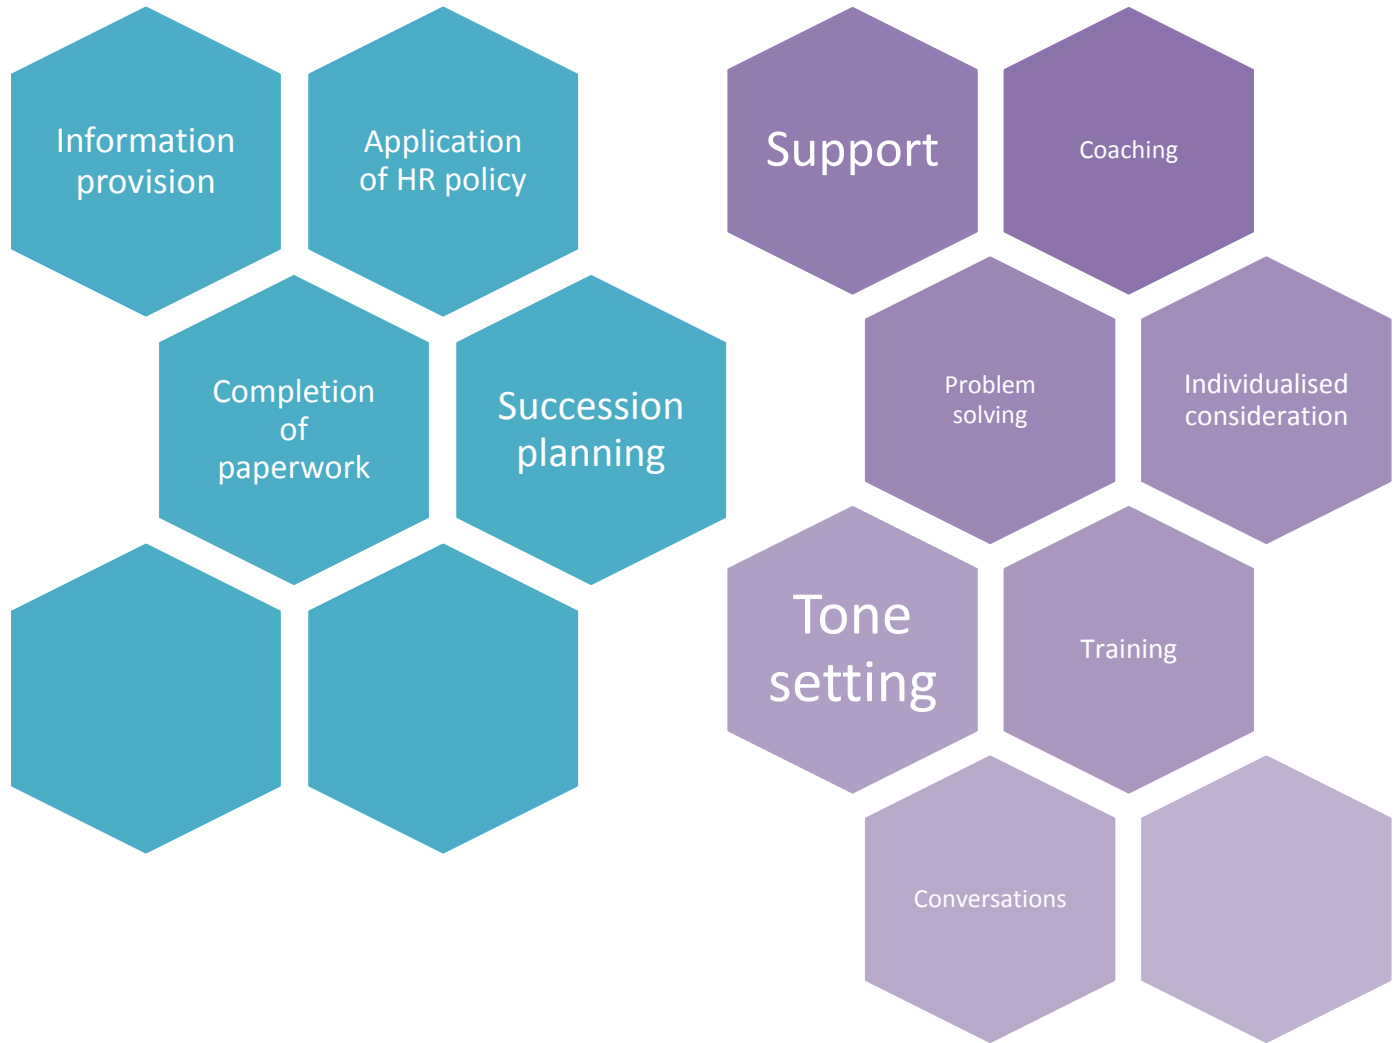 Information
provision
Application
of HR policy
Completion
of
paperwork
Succession
planning
Support
Coaching
Problem
solving
Individualised
consideration
Tone
setting
Training
Conversations